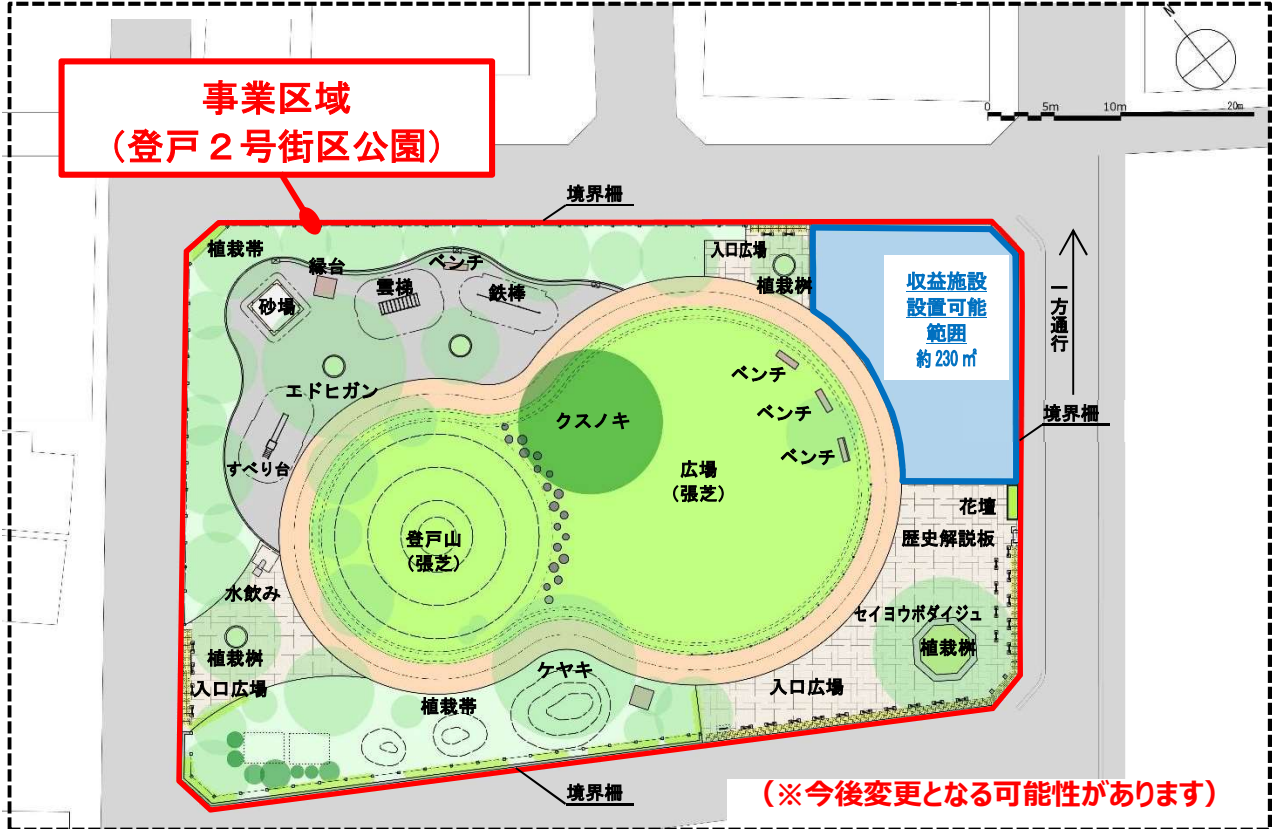 事業区域
（登戸２号街区公園）
N
0 5m 10m 20m
境界柵
植栽帯
縁台
ベンチ
雲梯
鉄棒
砂場
入口広場
植栽桝
収益施設
設置可能
範囲
約230㎡
一方通行
エドヒガン
クスノキ
ベンチ
ベンチ
ベンチ
境界柵
すべり台
広場
（張芝）
登戸山
（張芝）
花壇
歴史解説板
水飲み
セイヨウボダイジュ
植栽桝
植栽桝
入口広場
ケヤキ
入口広場
植栽帯
境界柵
（※今後変更となる可能性があります）